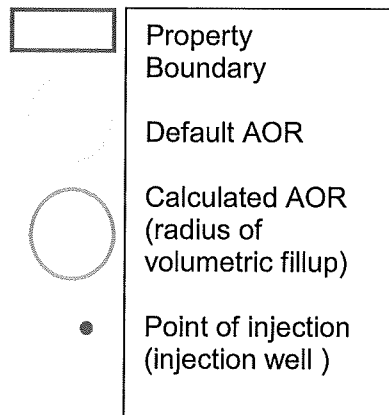 Property
Boundary
Default AOR
Calculated AOR
(radius of
volumetric fillup)
Point of injection
(injection well )